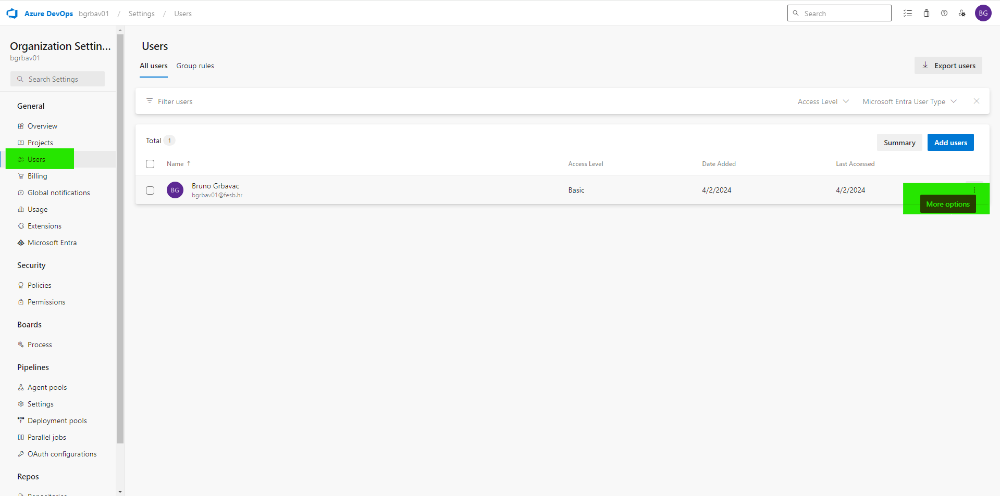 Azure DevOps bgrbav01 / Settings / Users
Search
BG
Organization Settin...
bgrbav01
Search Settings
General
Overview
Projects
Users
Billing
Global notifications
Usage
Extensions
Microsoft Entra
Security
Policies
Permissions
Boards
Process
Pipelines
Agent pools
Settings
Deployment pools
Parallel jobs
OAuth configurations
Repos
Repositories
Users
All users Group rules
Export users
Filter users
Access Level
Microsoft Entra User Type
Total 1
Summary
Add users
Name ↑ Access Level Date Added Last Accessed
BG Bruno Grbavac Basic 4/2/2024 4/2/2024
bgrbav01@fesb.hr
More options